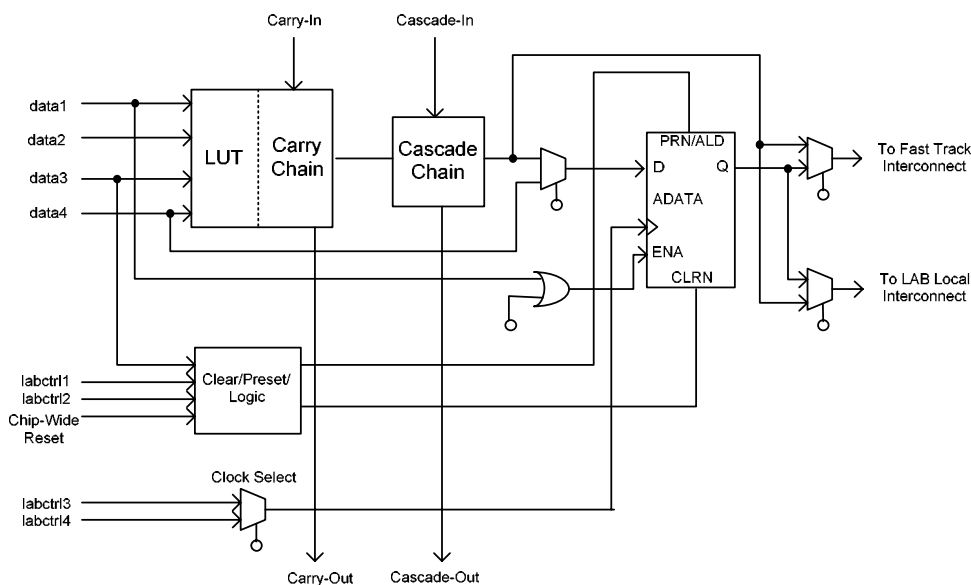 Carry-In
Cascade-In
data1
data2
data3
data4
LUT
Carry
Chain
Cascade
Chain
PRN/ALD
D
Q
ADATA
ENA
CLRN
To Fast Track
Interconnect
To LAB Local
Interconnect
labctrl1
labctrl2
Chip-Wide
Reset
Clear/Preset/
Logic
Clock Select
labctrl3
labctrl4
Carry-Out
Cascade-Out